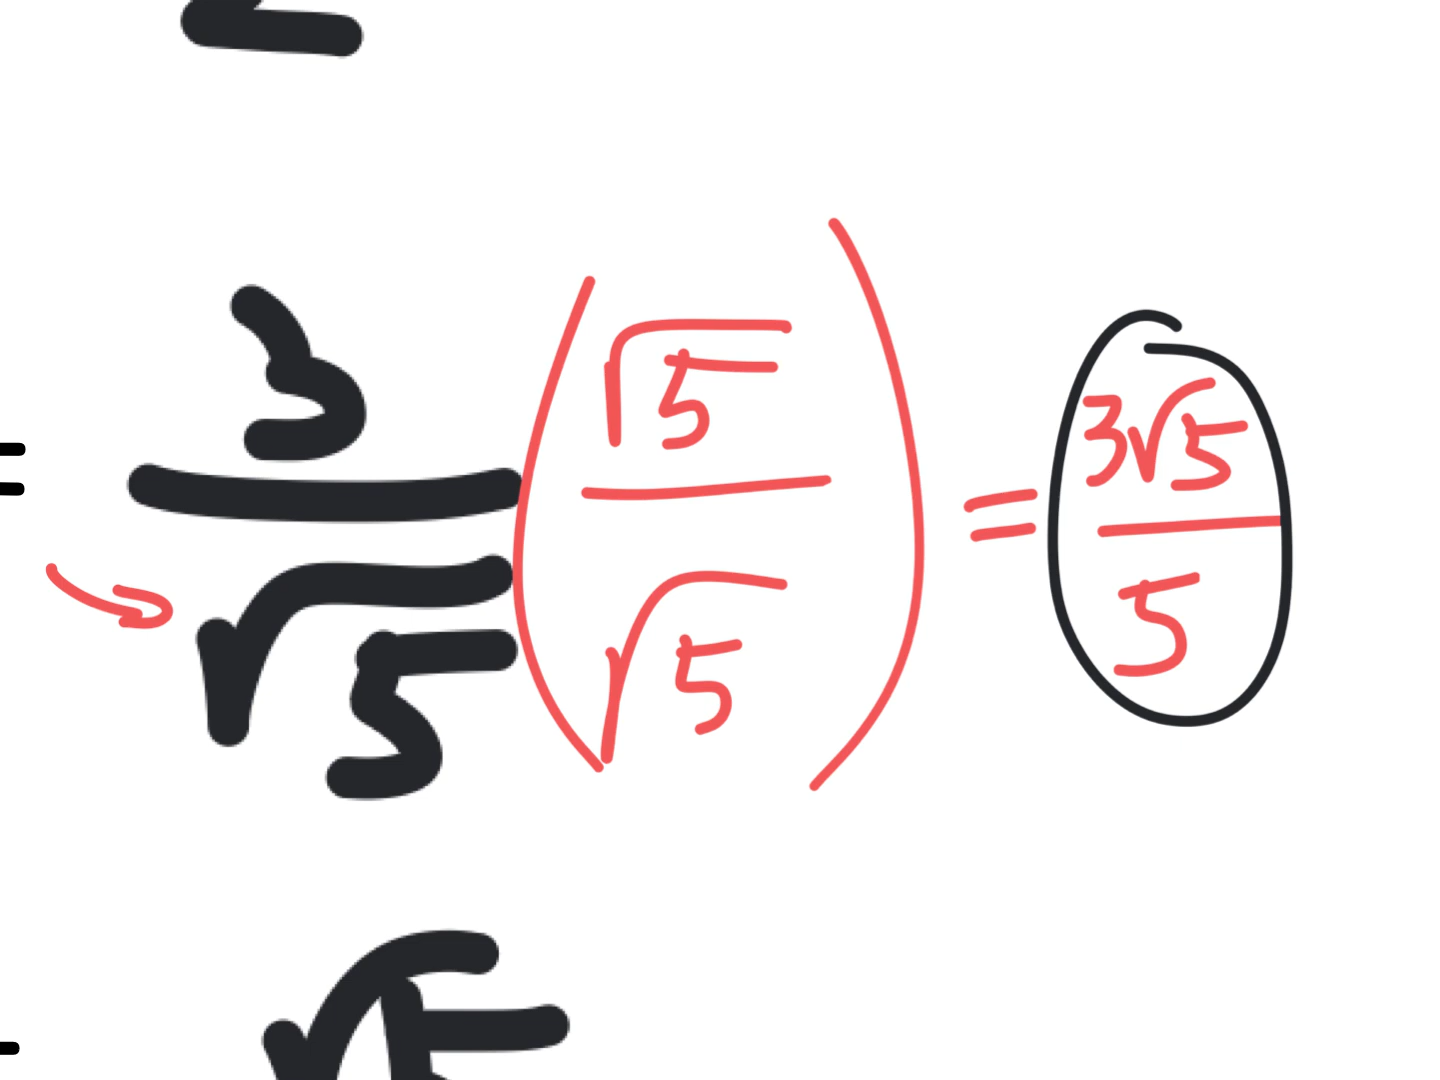 = 3/√5 (√5/√5) = 3√5/5